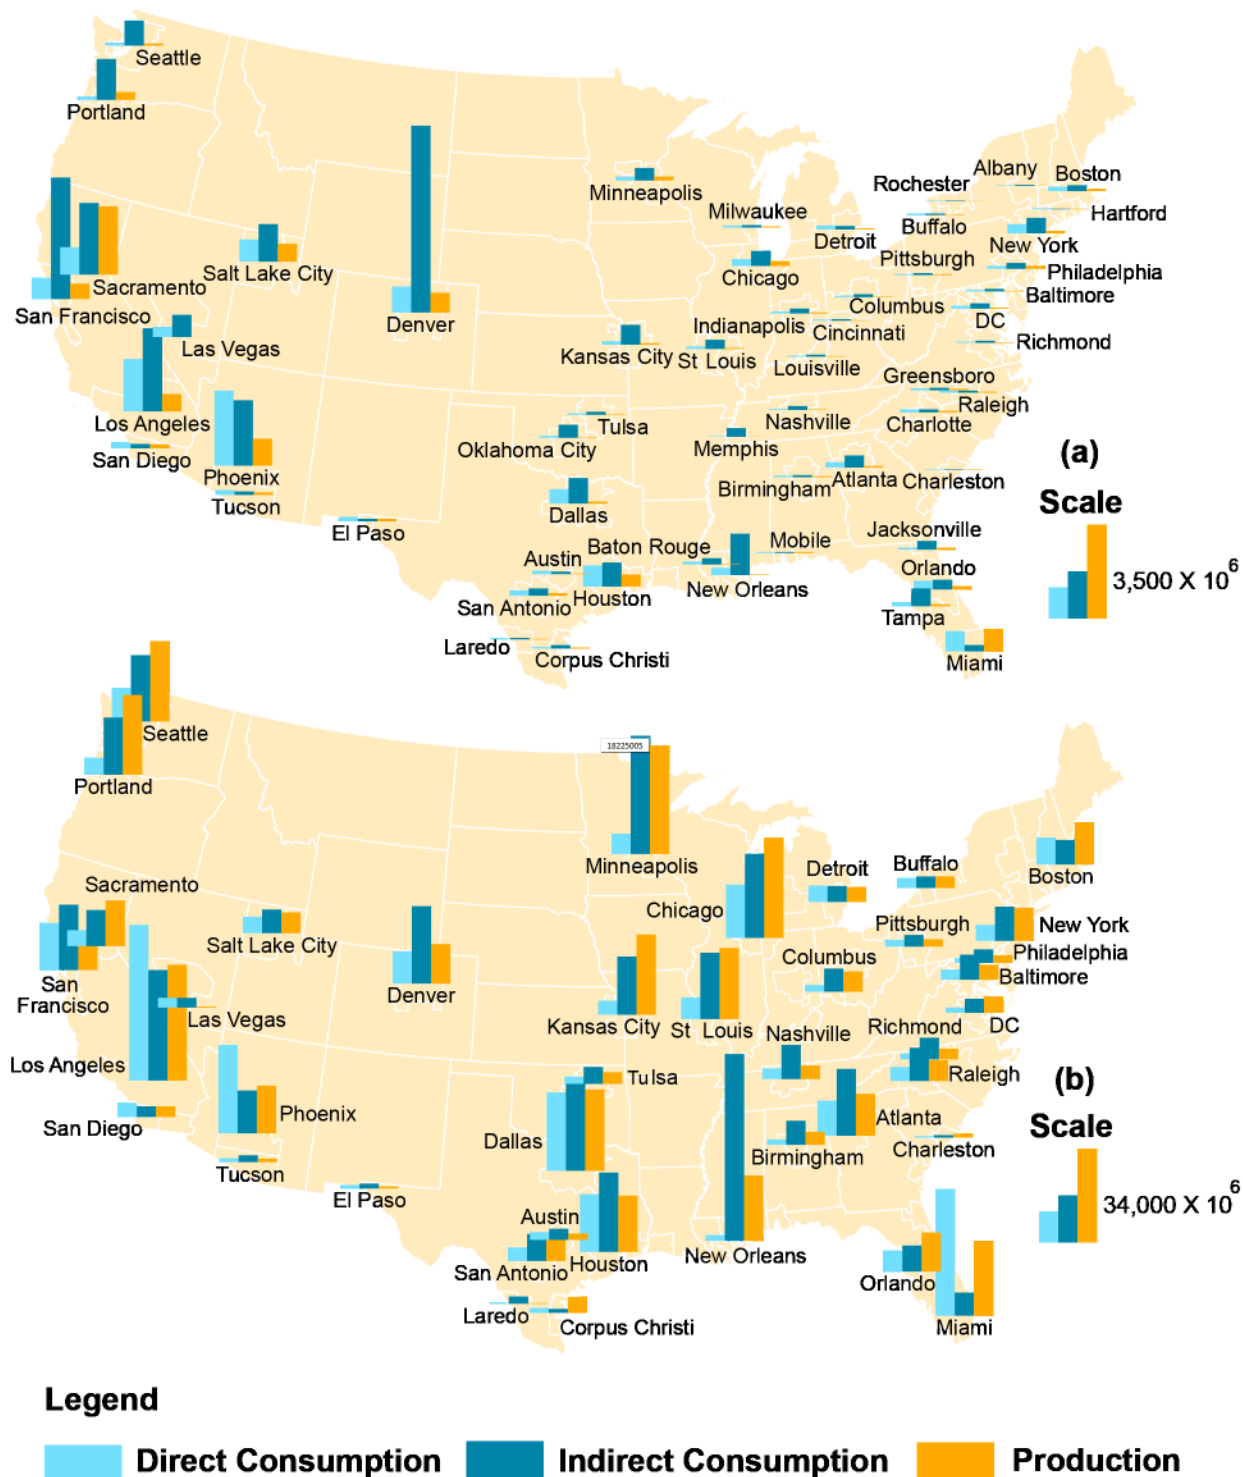 Seattle
Portland
Minneapolis
Albany
Boston
Rochester
Milwaukee
Hartford
Buffalo
Detroit
New York
Salt Lake City
Pittsburgh
Philadelphia
Chicago
Sacramento
Baltimore
Columbus
San Francisco
Denver
DC
Indianapolis
Cincinnati
Richmond
Las Vegas
Kansas City
St Louis
Louisville
Greensboro
Raleigh
Los Angeles
Tulsa
Nashville
Charlotte
Oklahoma City
Memphis
San Diego
(a)
Phoenix
Birmingham
Atlanta
Charleston
Tucson
Dallas
Scale
El Paso
Jacksonville
Baton Rouge
Mobile
Austin
Orlando
3,500 X 10⁶
New Orleans
San Antonio
Houston
Tampa
Laredo
Corpus Christi
Miami
Seattle
18225005
Portland
Minneapolis
Detroit
Buffalo
Boston
Sacramento
Chicago
Pittsburgh
New York
Salt Lake City
Philadelphia
Columbus
Baltimore
San
Francisco
Denver
Las Vegas
Kansas City
St Louis
Nashville
Richmond
DC
Los Angeles
Tulsa
Raleigh
(b)
San Diego
Phoenix
Atlanta
Scale
Dallas
Birmingham
Charleston
Tucson
El Paso
34,000 X 10⁶
Austin
New Orleans
San Antonio
Houston
Orlando
Laredo
Corpus Christi
Miami
Legend
Direct Consumption
Indirect Consumption
Production